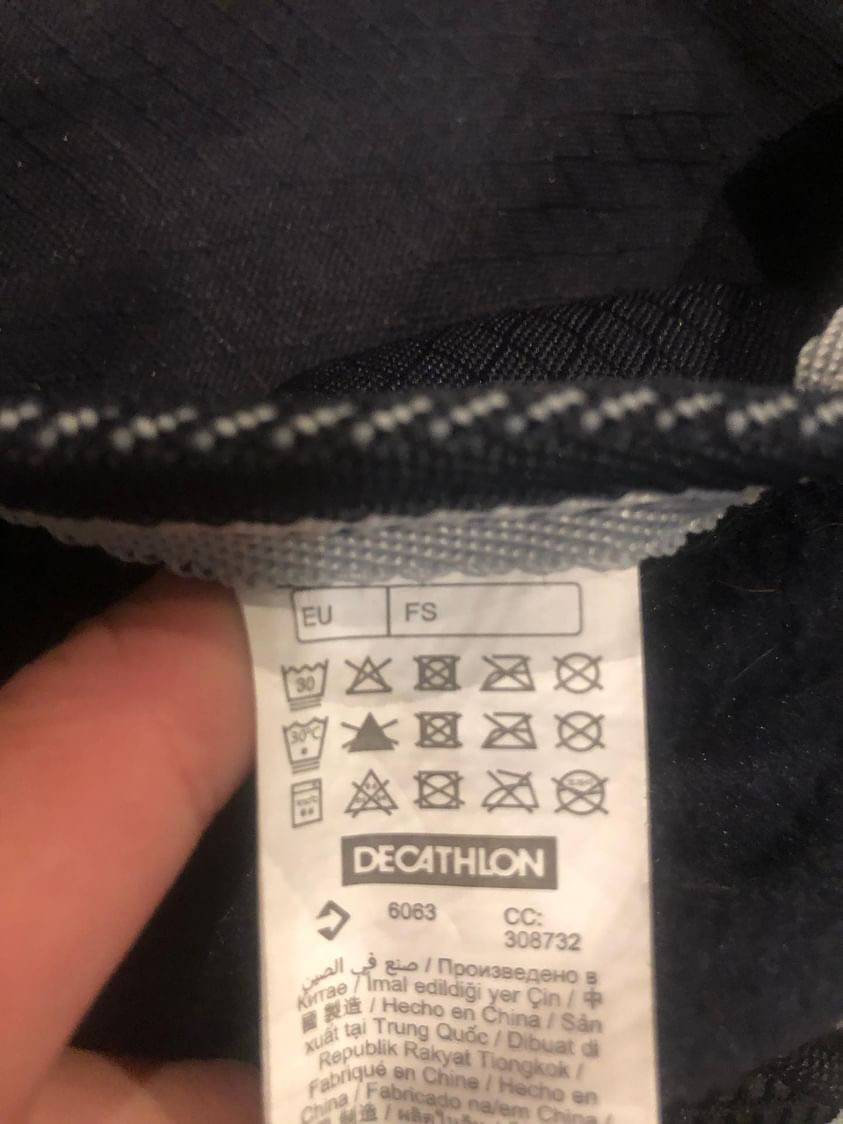 EU FS
30
30°C
DECATHLON
6063 CC:
308732
صنع في الصين / Произведено в
Китае / İmal edildiği yer Çin / 中
國 製造 / Hecho en China / Sản
xuất tại Trung Quốc / Dibuat di
Republik Rakyat Tiongkok /
Fabriqué en Chine / Hecho en
China / Fabricado na/em China /
製造 /